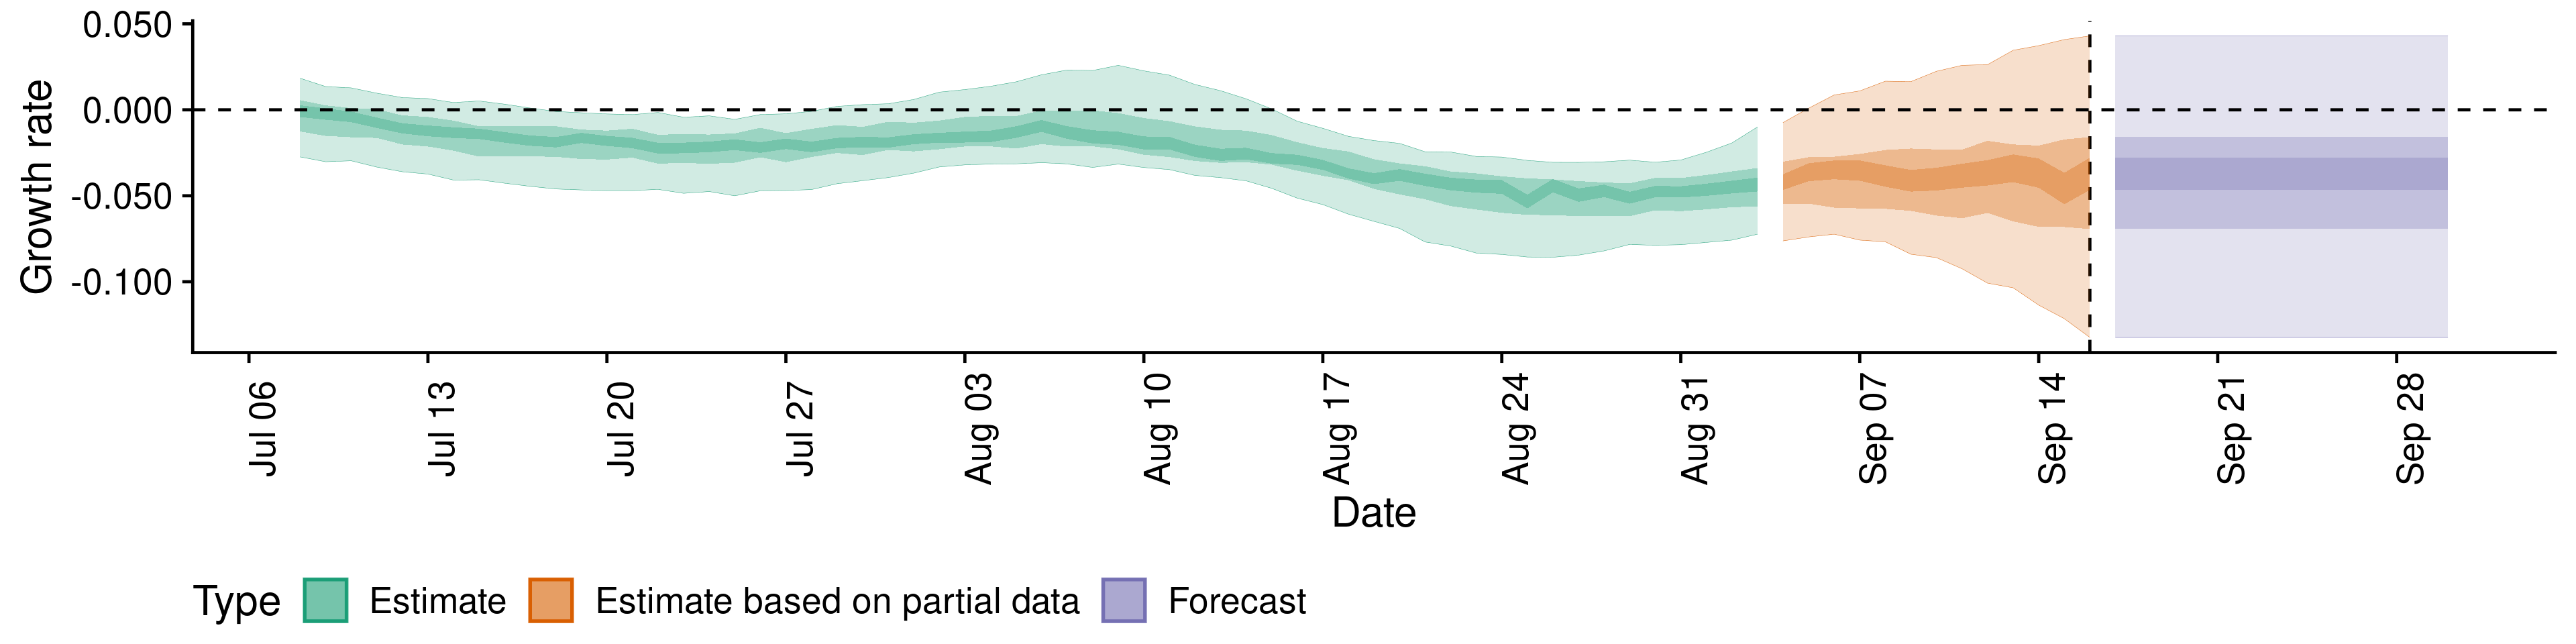 0.050
0.000
-0.050
-0.100
Growth rate
Jul 06
Jul 13
Jul 20
Jul 27
Aug 03
Aug 10
Aug 17
Aug 24
Aug 31
Sep 07
Sep 14
Sep 21
Sep 28
Date
Type Estimate Estimate based on partial data Forecast